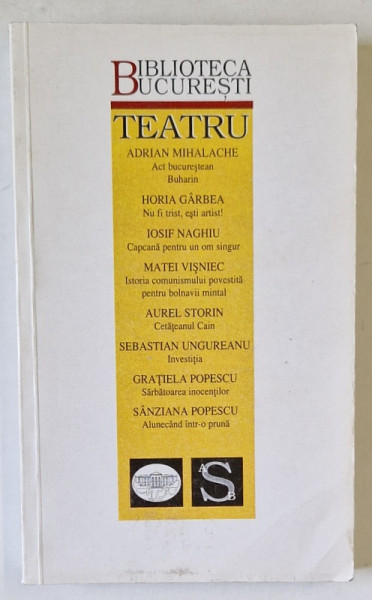 BIBLIOTECA
BUCUREȘTI
TEATRU
ADRIAN MIHALACHE
Act bucureștean
Buharin
HORIA GÂRBEA
Nu fi trist, ești artist!
IOSIF NAGHIU
Capcană pentru un om singur
MATEI VIȘNIEC
Istoria comunismului povestită
pentru bolnavii mintal
AUREL STORIN
Cetățeanul Cain
SEBASTIAN UNGUREANU
Investiția
GRAȚIELA POPESCU
Sărbătoarea inocenților
SÂNZIANA POPESCU
Alunecând într-o prună
A S B